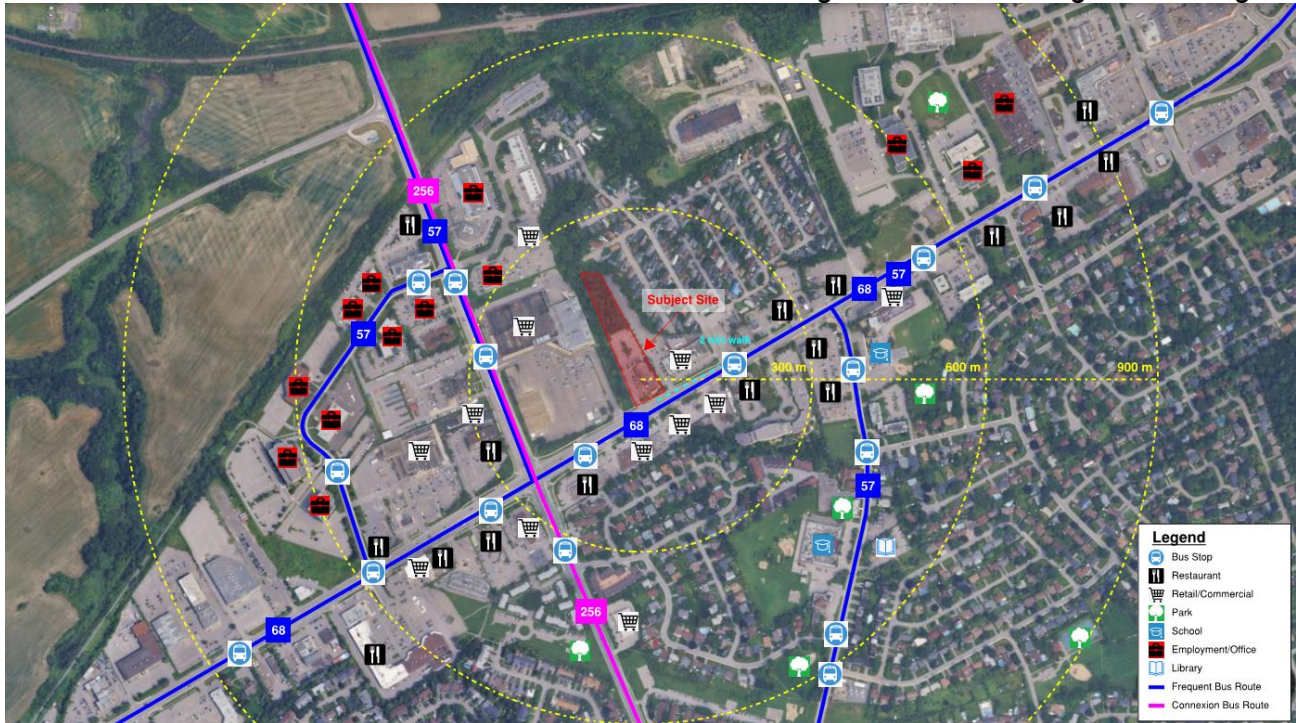 256
57
68
57
Subject Site
57
2 min walk
68
300 m
600 m
900 m
68
57
256
68
Legend
Bus Stop
Restaurant
Retail/Commercial
Park
School
Employment/Office
Library
Frequent Bus Route
Connexion Bus Route